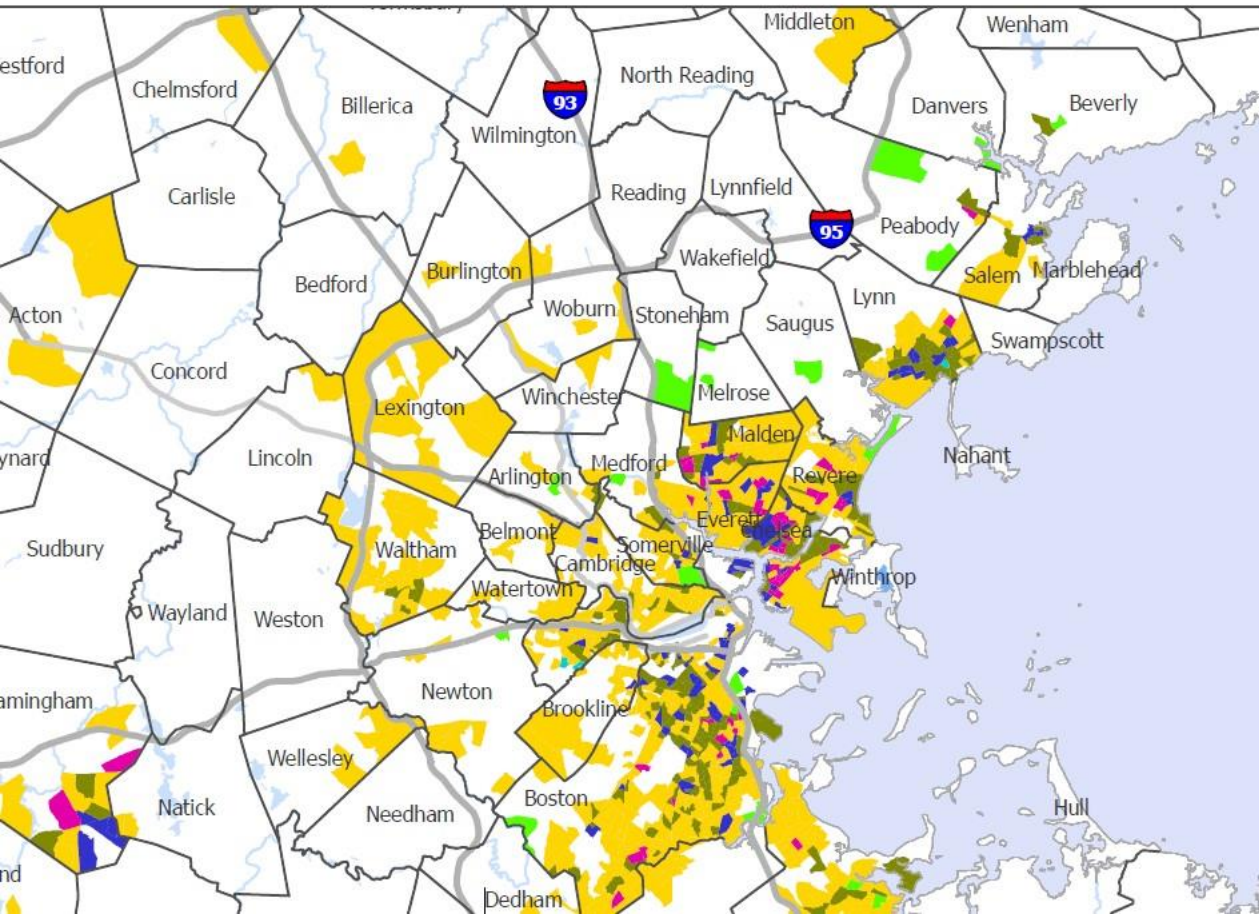 Middleton
Wenham
estford
Chelmsford
Billerica
93
North Reading
Danvers
Beverly
Wilmington
Carlisle
Reading
Lynnfield
95
Peabody
Wakefield
Burlington
Bedford
Salem
Marblehead
Acton
Woburn
Stoneham
Lynn
Saugus
Swampscott
Concord
Winchester
Melrose
Lexington
Malden
ynard
Lincoln
Arlington
Medford
Revere
Nahant
Everett
Chelsea
Sudbury
Waltham
Belmont
Somerville
Cambridge
Winthrop
Watertown
Wayland
Weston
amingham
Newton
Brookline
Wellesley
Boston
Natick
Needham
Hull
nd
Dedham